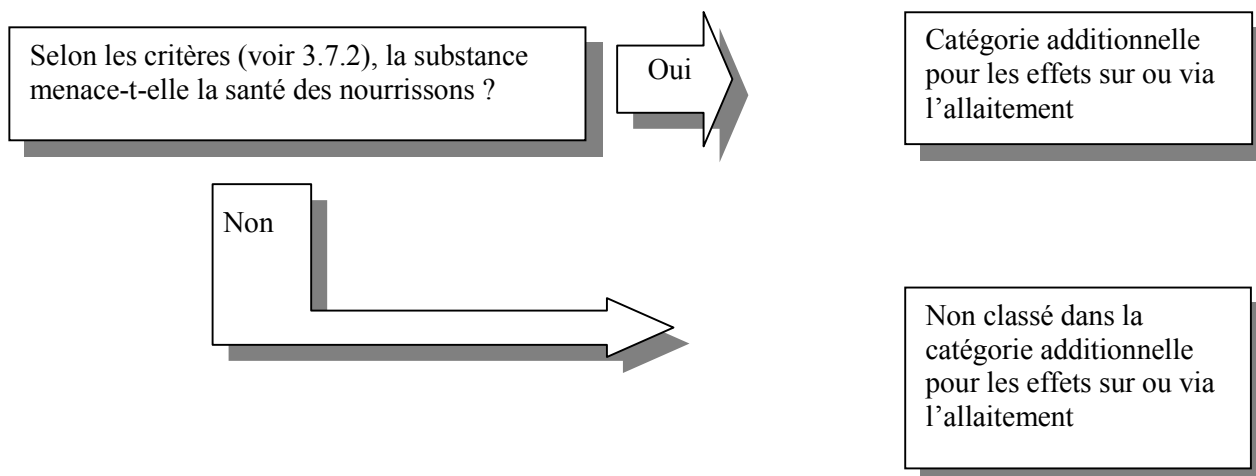 Selon les critères (voir 3.7.2), la substance
menace-t-elle la santé des nourrissons ?
Oui
Catégorie additionnelle
pour les effets sur ou via
l’allaitement
Non
Non classé dans la
catégorie additionnelle
pour les effets sur ou via
l’allaitement